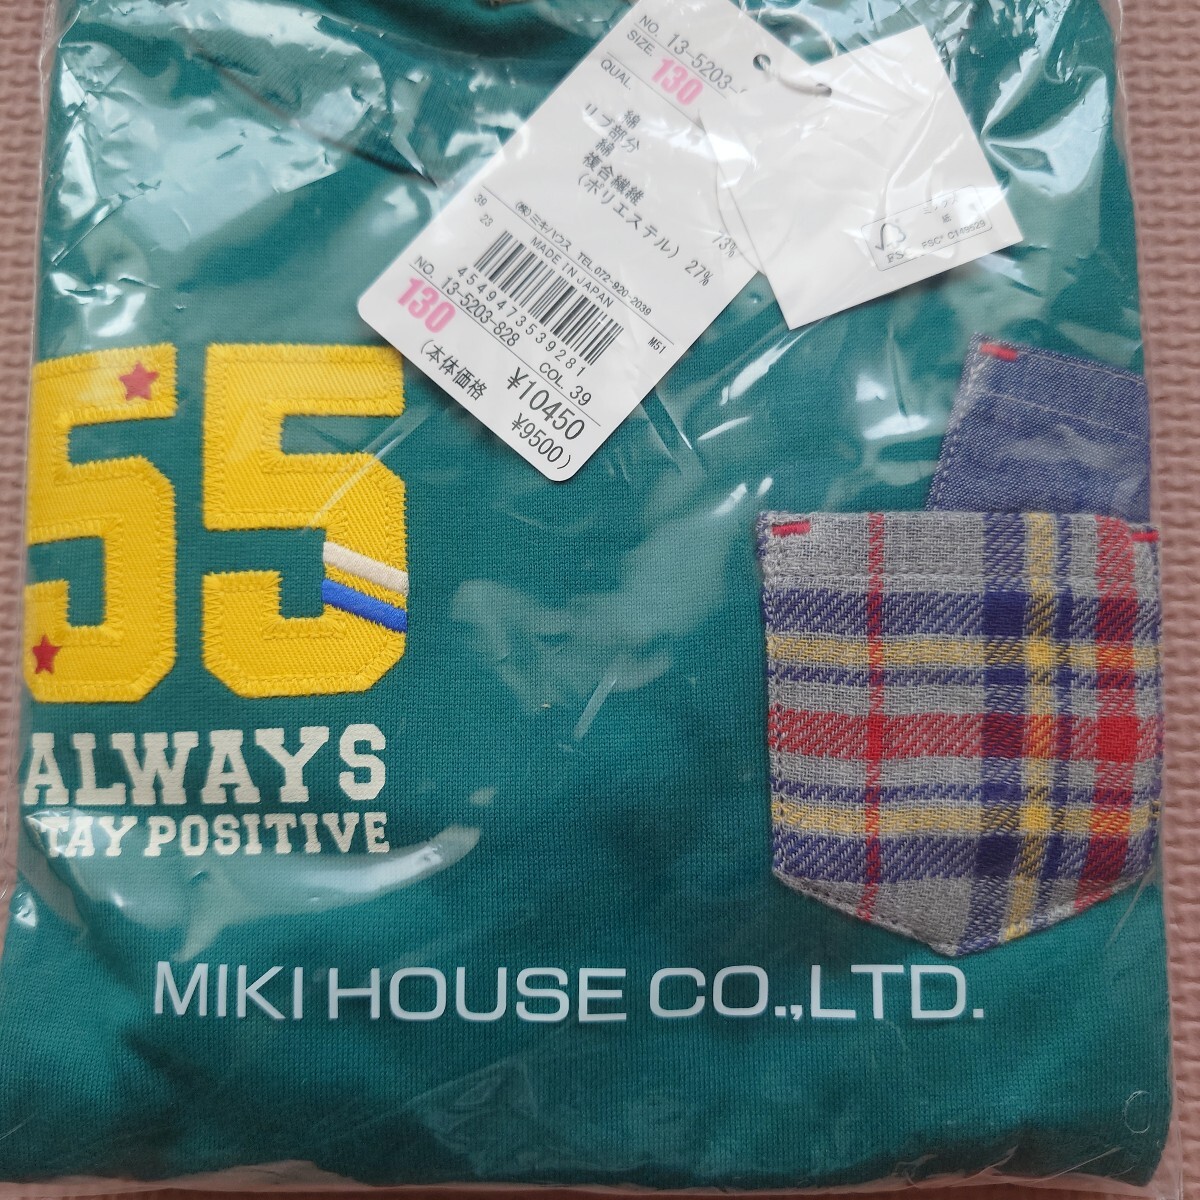 NO. 13-5203-
SIZE 130
QUAL.
綿
リブ部分
綿 73%
複合繊維
(ポリエステル) 27%
(株)ミキハウス TEL.072-920-2039
MADE IN JAPAN
39
23
M51
4549473539281
NO. 13-5203-828 COL. 39
130 ¥10450
(本体価格 ¥9500)
FSC® C149529
55
ALWAYS
TAY POSITIVE
MIKI HOUSE CO.,LTD.